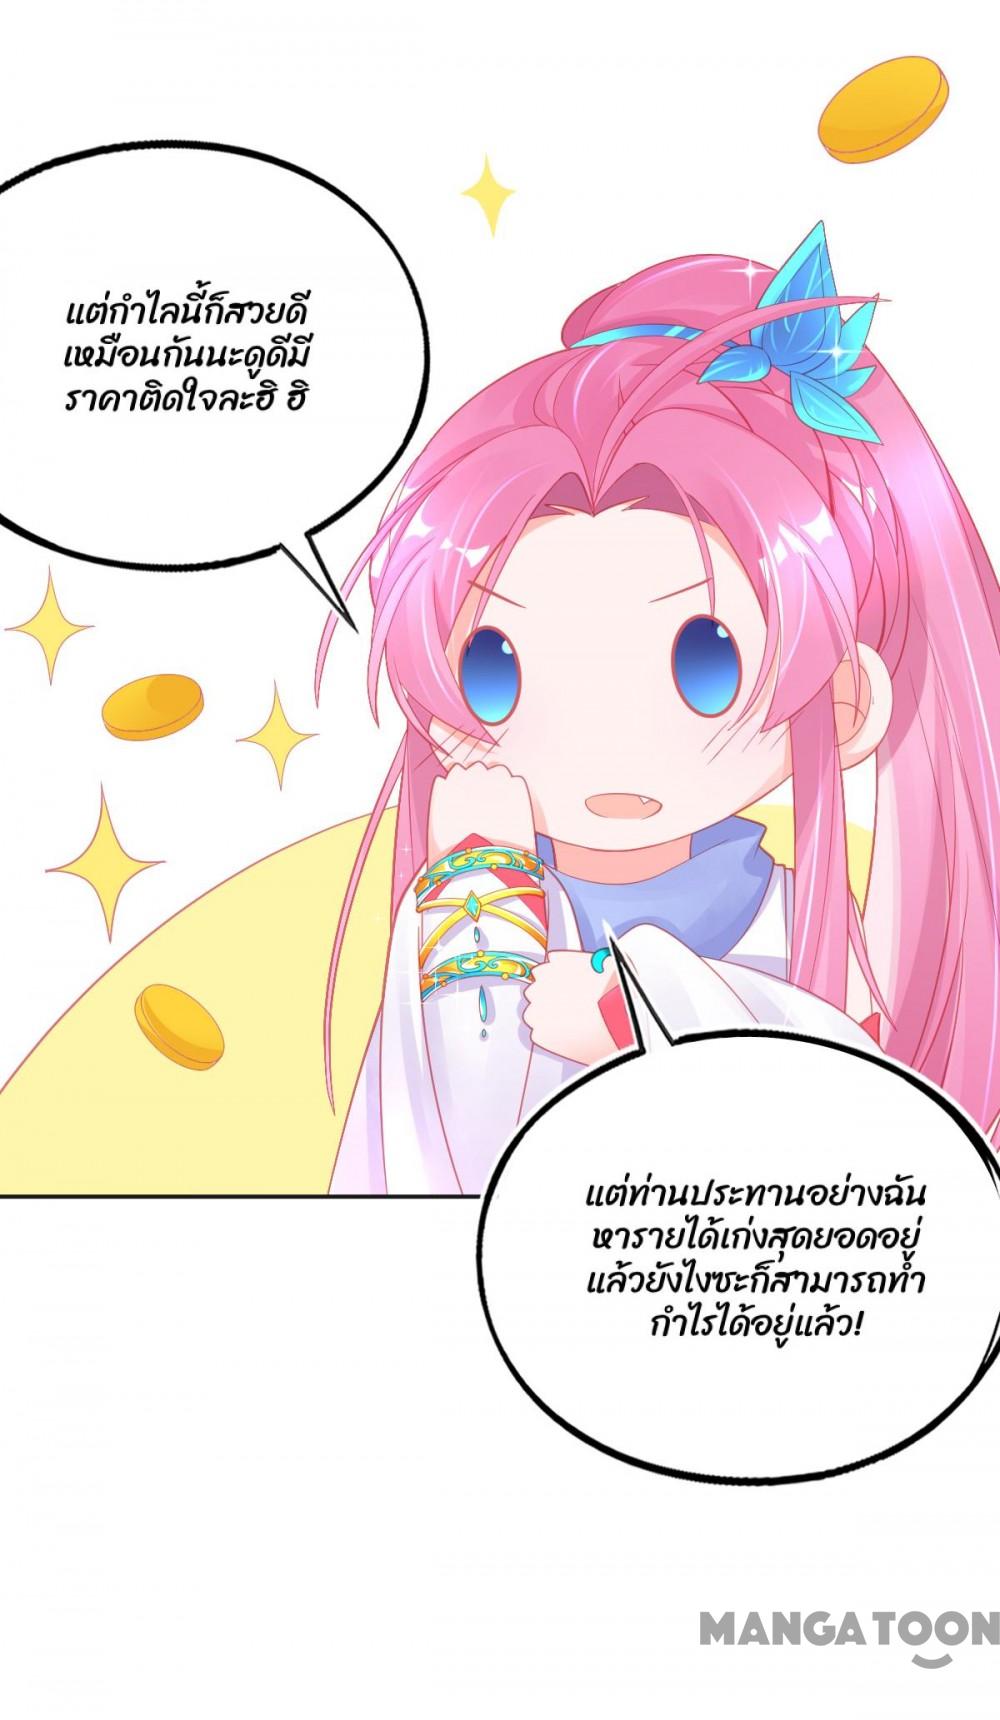 แต่กำไลนี้ก็สวยดี
เหมือนกันนะดูดีมี
ราคาติดใจละฮิ ฮิ
แต่ท่านประทานอย่างฉัน
หารายได้เก่งสุดยอดอยู่
แล้วยังไงซะก็สามารถทำ
กำไรได้อยู่แล้ว!
MANGATOON